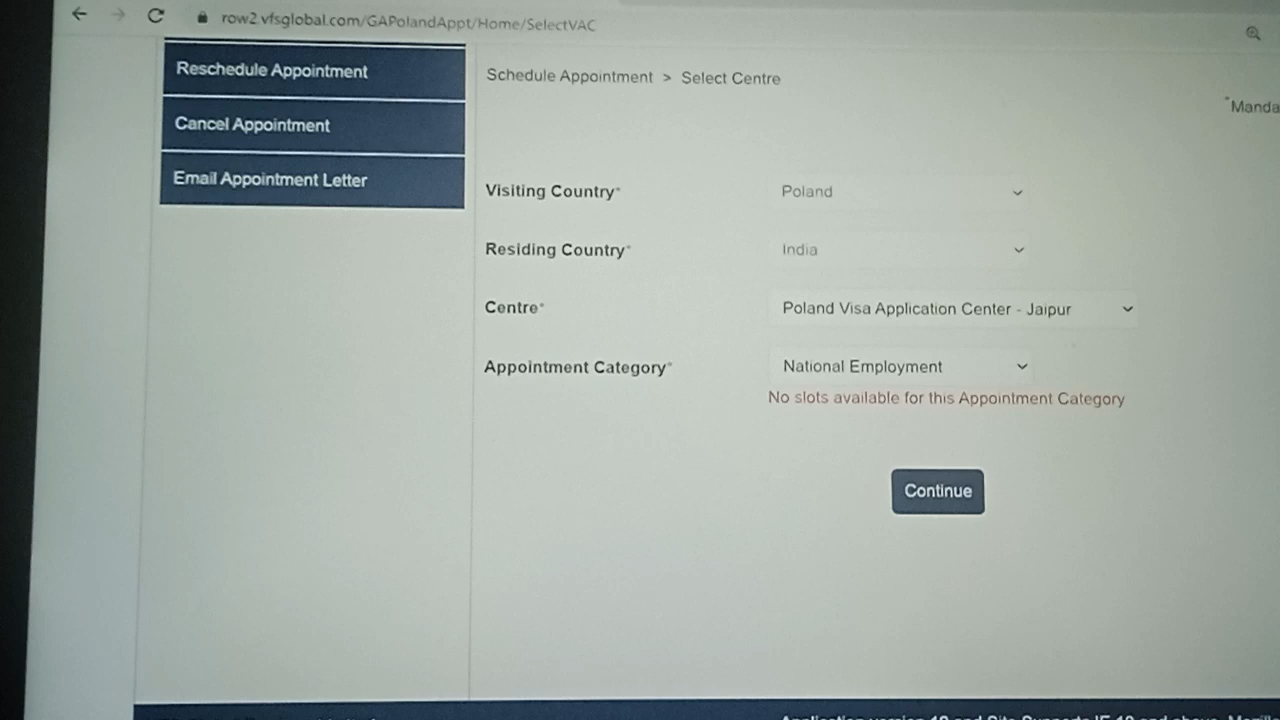 row2.vfsglobal.com/GAPolandAppt/Home/SelectVAC
Reschedule Appointment
Cancel Appointment
Email Appointment Letter
Schedule Appointment > Select Centre
*Manda
Visiting Country* Poland
Residing Country* India
Centre* Poland Visa Application Center - Jaipur
Appointment Category* National Employment
No slots available for this Appointment Category
Continue